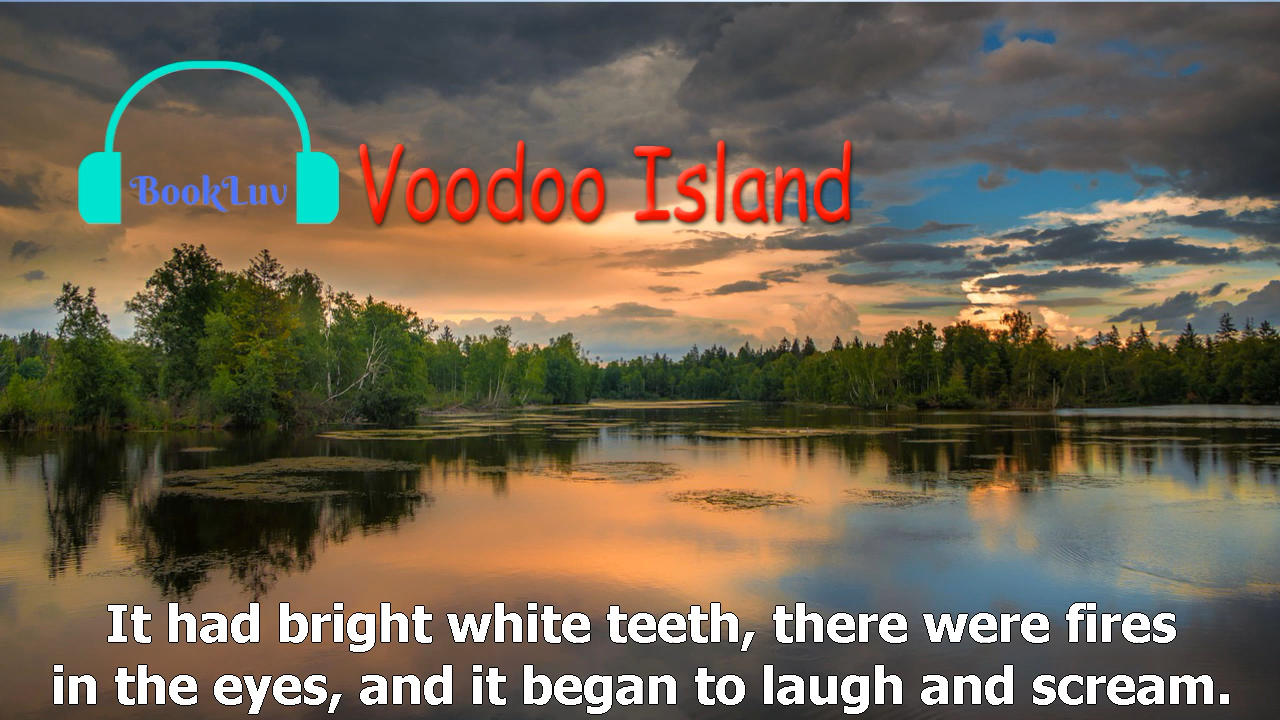 BookLuv
Voodoo Island
It had bright white teeth, there were fires
in the eyes, and it began to laugh and scream.